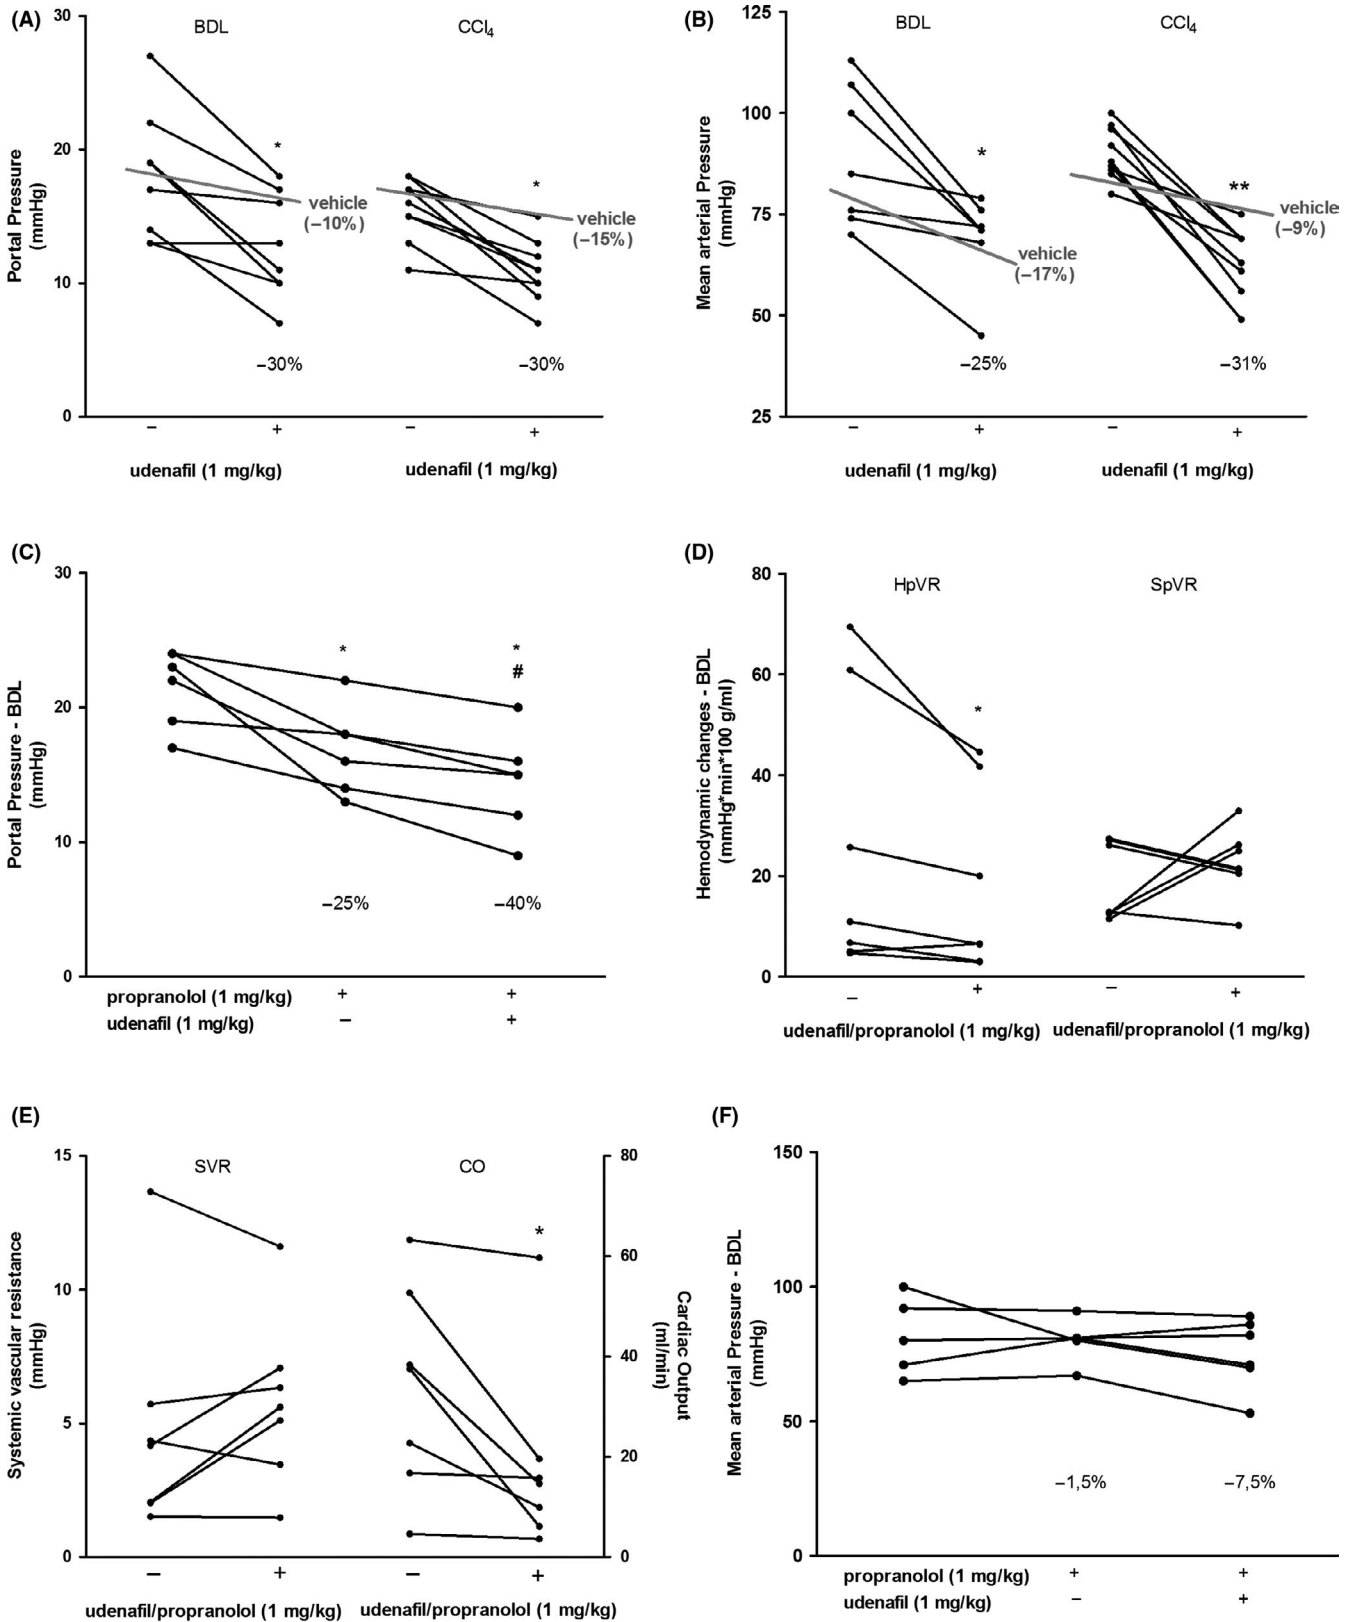 (A)
30
20
10
0
Portal Pressure
(mmHg)
BDL
CCl₄
*
*
vehicle
(−10%)
vehicle
(−15%)
−30%
−30%
−
+
−
+
udenafil (1 mg/kg)
udenafil (1 mg/kg)
(B)
125
100
75
50
25
Mean arterial Pressure
(mmHg)
BDL
CCl₄
*
**
vehicle
(−17%)
vehicle
(−9%)
−25%
−31%
−
+
−
+
udenafil (1 mg/kg)
udenafil (1 mg/kg)
(C)
30
20
10
0
Portal Pressure - BDL
(mmHg)
*
*
#
−25%
−40%
propranolol (1 mg/kg) + +
udenafil (1 mg/kg) − +
(D)
80
60
40
20
0
Hemodynamic changes - BDL
(mmHg*min*100 g/ml)
HpVR
SpVR
*
−
+
−
+
udenafil/propranolol (1 mg/kg)
udenafil/propranolol (1 mg/kg)
(E)
15
10
5
0
Systemic vascular resistance
(mmHg)
SVR
CO
*
80
60
40
20
0
Cardiac Output
(ml/min)
−
+
−
+
udenafil/propranolol (1 mg/kg)
udenafil/propranolol (1 mg/kg)
(F)
150
100
50
0
Mean arterial Pressure - BDL
(mmHg)
−1,5%
−7,5%
propranolol (1 mg/kg) + +
udenafil (1 mg/kg) − +